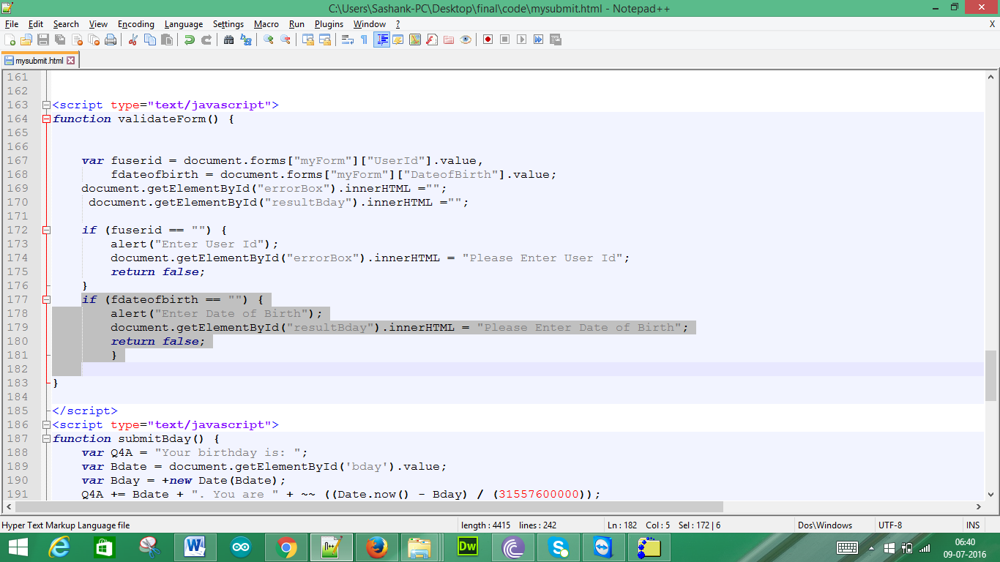 C:\Users\Sashank-PC\Desktop\final\code\mysubmit.html - Notepad++
File Edit Search View Encoding Language Settings Macro Run Plugins Window ? X
mysubmit.html
161
162
163 <script type="text/javascript">
164 function validateForm() {
165
166
167 var fuserid = document.forms["myForm"]["UserId"].value,
168 fdateofbirth = document.forms["myForm"]["DateofBirth"].value;
169 document.getElementById("errorBox").innerHTML ="";
170 document.getElementById("resultBday").innerHTML ="";
171
172 if (fuserid == "") {
173 alert("Enter User Id");
174 document.getElementById("errorBox").innerHTML = "Please Enter User Id";
175 return false;
176 }
177 if (fdateofbirth == "") {
178 alert("Enter Date of Birth");
179 document.getElementById("resultBday").innerHTML = "Please Enter Date of Birth";
180 return false;
181 }
182
183 }
184
185 </script>
186 <script type="text/javascript">
187 function submitBday() {
188 var Q4A = "Your birthday is: ";
189 var Bdate = document.getElementById('bday').value;
190 var Bday = +new Date(Bdate);
191 Q4A += Bdate + ". You are " + ~~ ((Date.now() - Bday) / (31557600000));
Hyper Text Markup Language file length : 4415 lines : 242 Ln : 182 Col : 5 Sel : 172 | 6 Dos\Windows UTF-8 INS
W n++ Dw S
06:40
09-07-2016